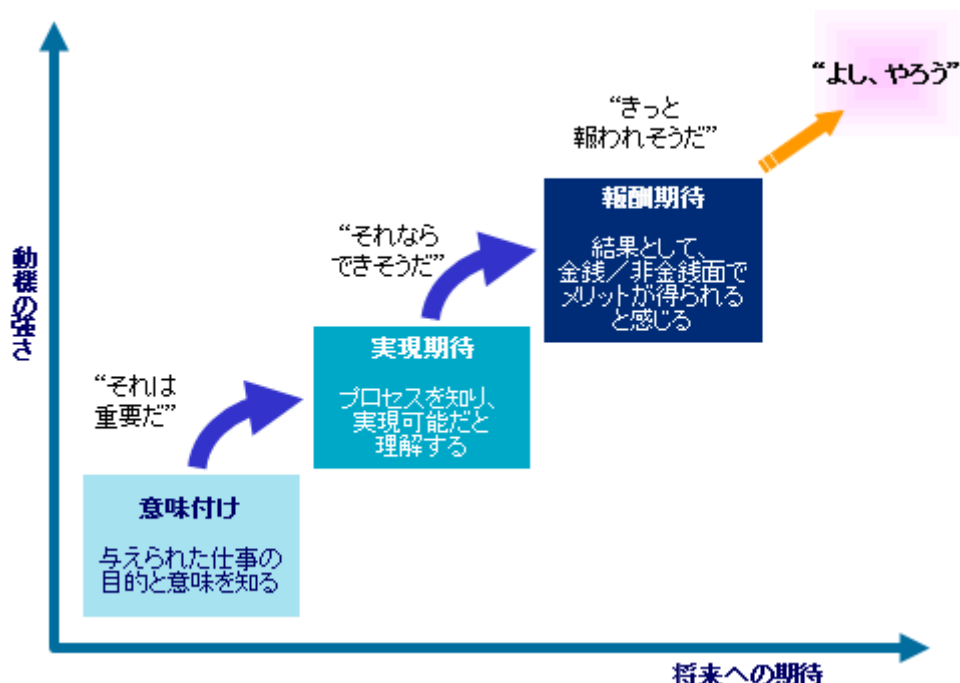 “よし、やろう”
“きっと
報われそうだ”
報酬期待
結果として、
金銭／非金銭面で
メリットが得られる
と感じる
“それなら
できそうだ”
実現期待
プロセスを知り、
実現可能だと
理解する
“それは
重要だ”
意味付け
与えられた仕事の
目的と意味を知る
動機の強さ
将来への期待